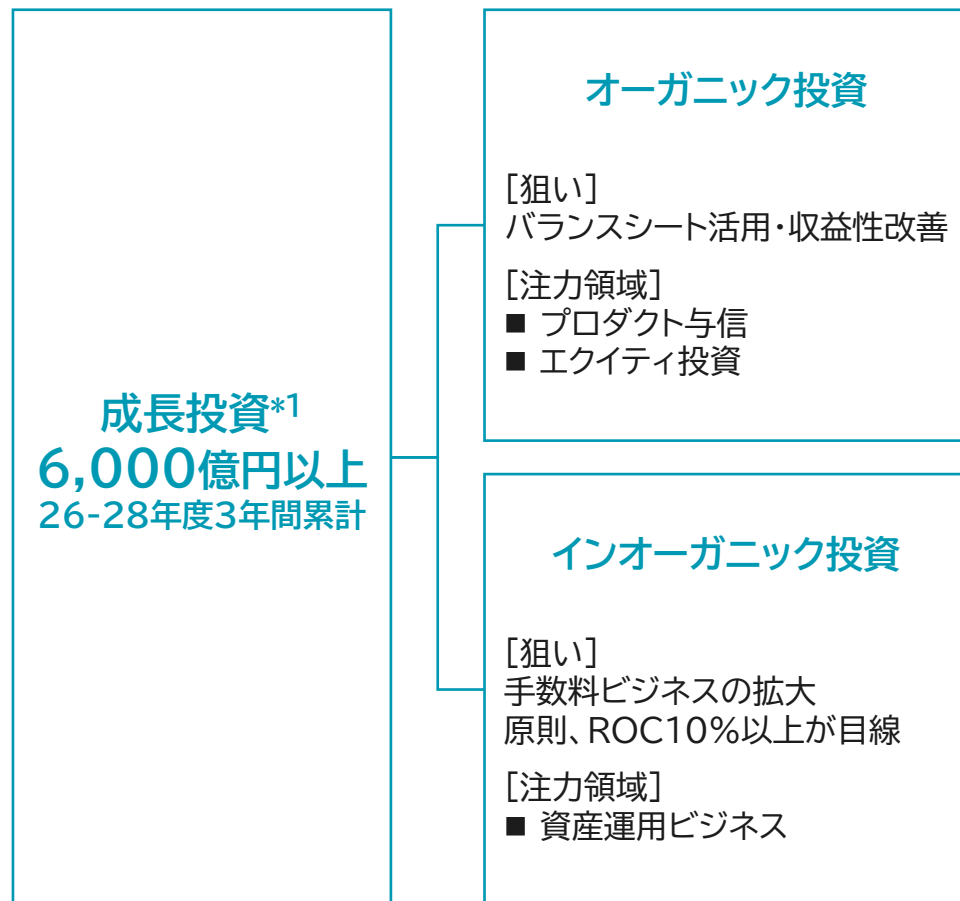 成長投資*1
6,000億円以上
26-28年度3年間累計
オーガニック投資
[狙い]
バランスシート活用・収益性改善
[注力領域]
■ プロダクト与信
■ エクイティ投資
インオーガニック投資
[狙い]
手数料ビジネスの拡大
原則、ROC10%以上が目線
[注力領域]
■ 資産運用ビジネス